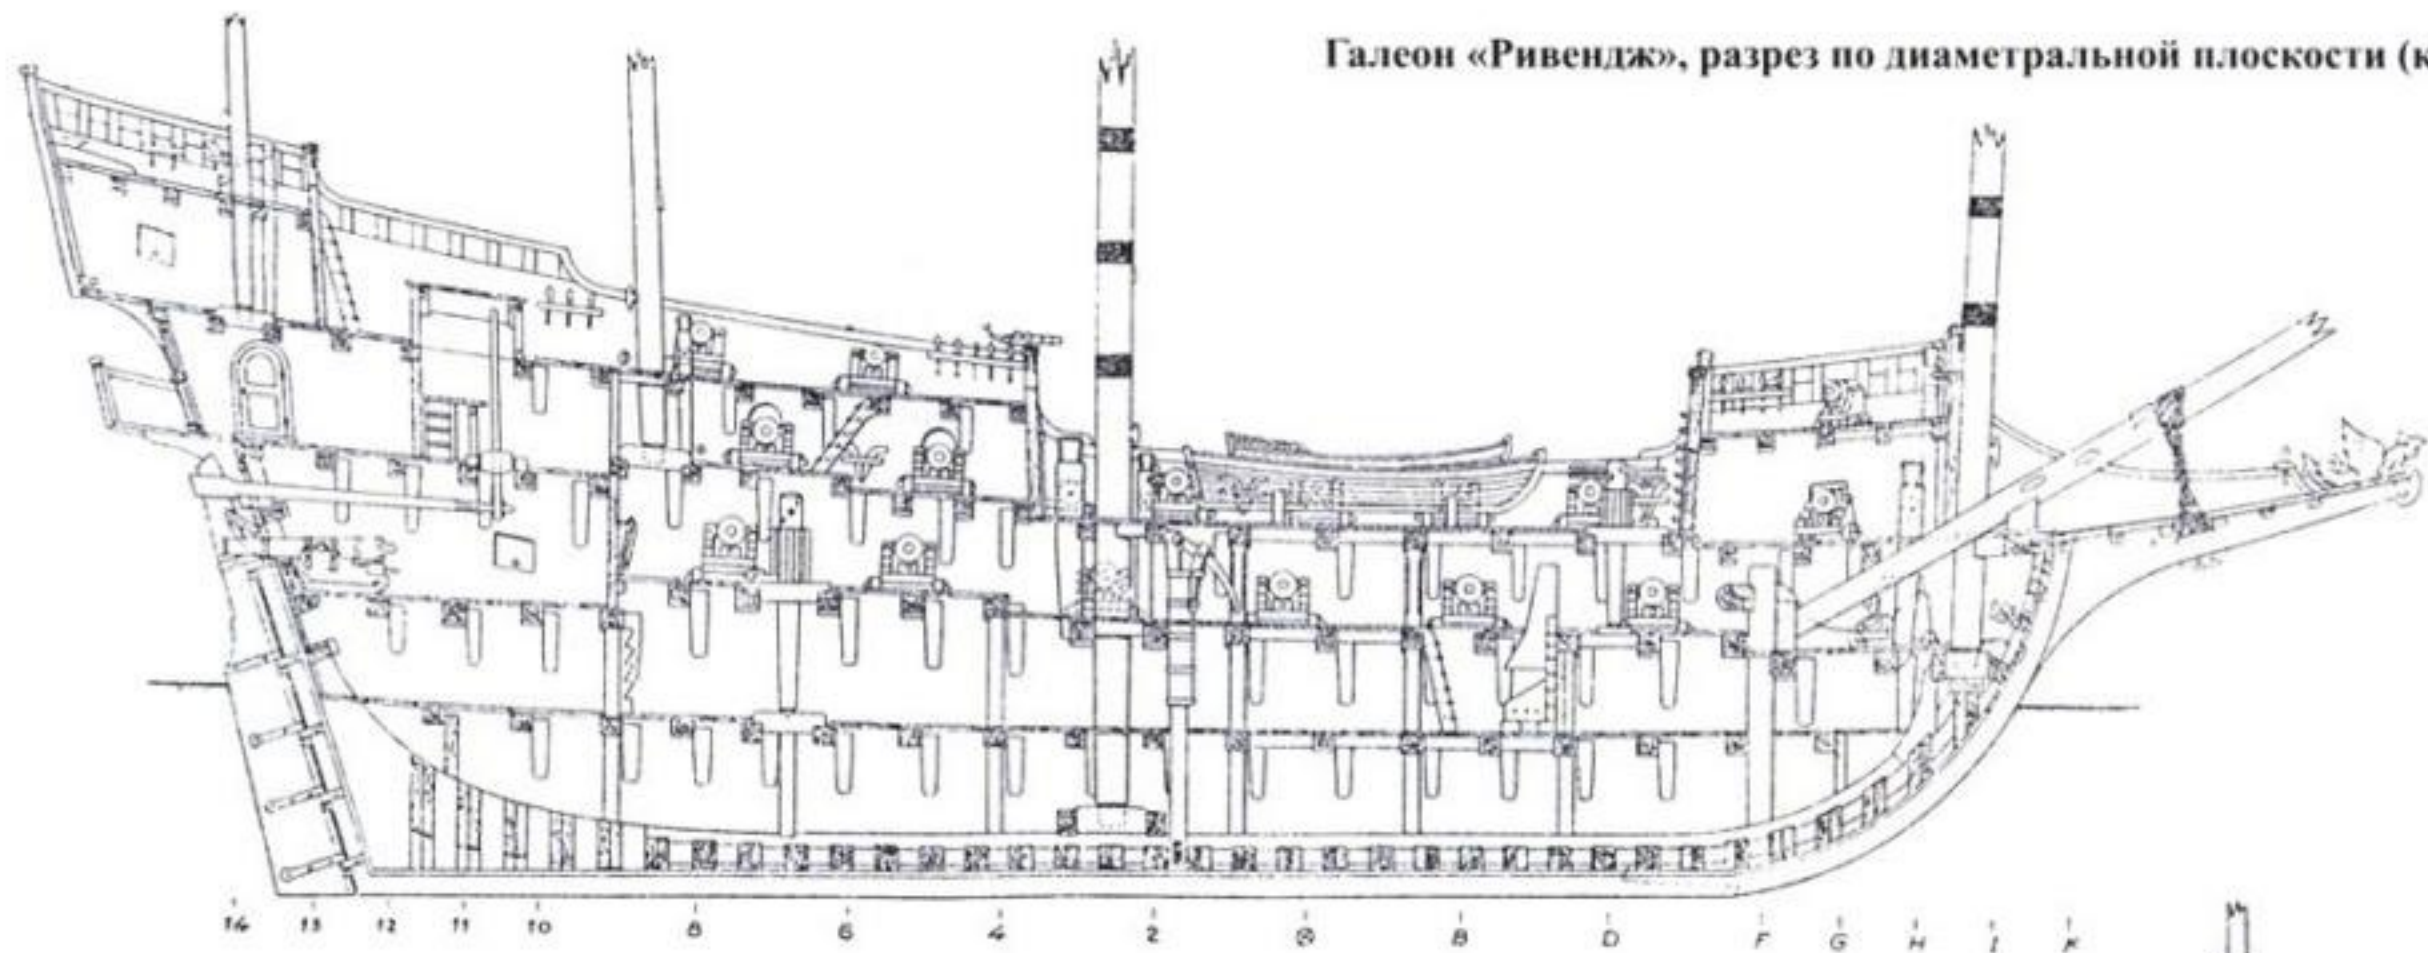 Галеон «Ривендж», разрез по диаметральной плоскости (к
14 13 12 11 10 8 6 4 2 ⊗ B D F G H I K